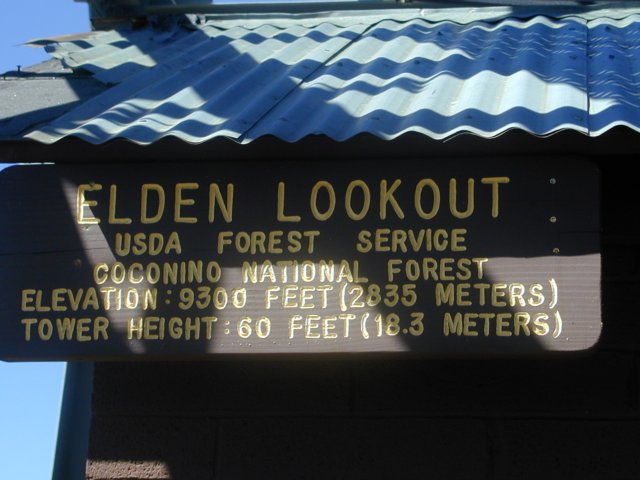 ELDEN LOOKOUT
USDA FOREST SERVICE
COCONINO NATIONAL FOREST
ELEVATION: 9300 FEET (2835 METERS)
TOWER HEIGHT: 60 FEET (18.3 METERS)